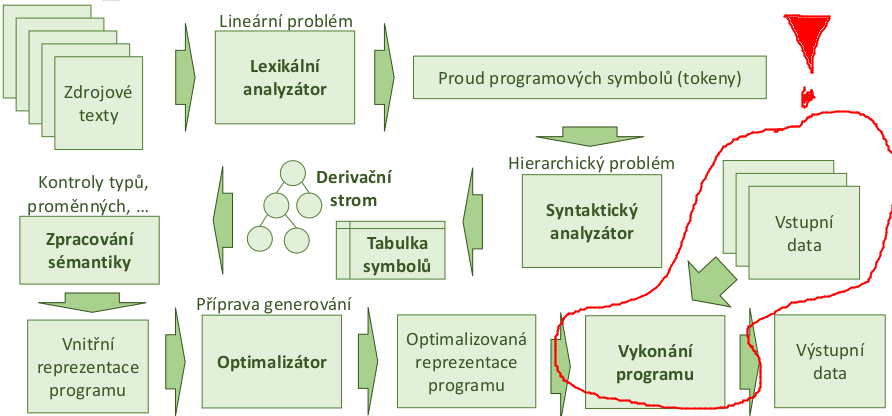 Lineární problém
Zdrojové
texty
Lexikální
analyzátor
Proud programových symbolů (tokeny)
Hierarchický problém
Syntaktický
analyzátor
Vstupní
data
Derivační
strom
Tabulka
symbolů
Kontroly typů,
proměnných, ...
Zpracování
sémantiky
Vnitřní
reprezentace
programu
Příprava generování
Optimalizátor
Optimalizovaná
reprezentace
programu
Vykonání
programu
Výstupní
data